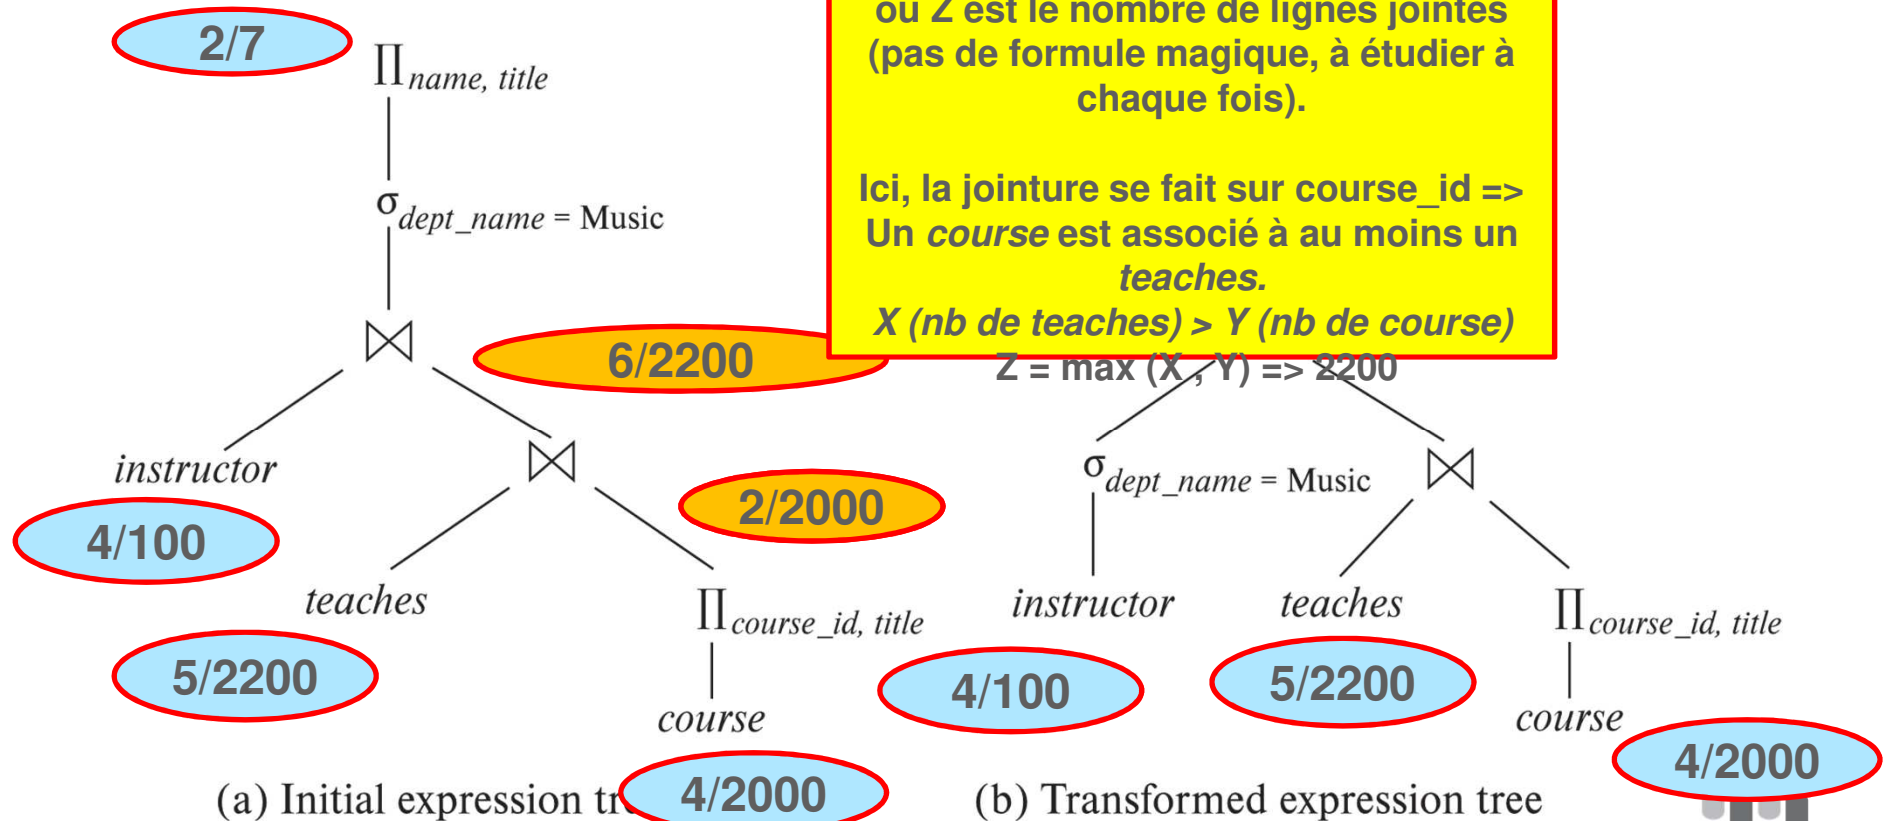 où Z est le nombre de lignes jointes
(pas de formule magique, à étudier à
chaque fois).
Ici, la jointure se fait sur course_id =>
Un course est associé à au moins un
teaches.
X (nb de teaches) > Y (nb de course)
Z = max (X , Y) => 2200
2/7
∏name, title
σdept_name = Music
⋈
6/2200
instructor
⋈
4/100
2/2000
teaches
∏course_id, title
5/2200
course
4/2000
(a) Initial expression
σdept_name = Music
⋈
instructor
teaches
∏course_id, title
4/100
5/2200
course
4/2000
(b) Transformed expression tree